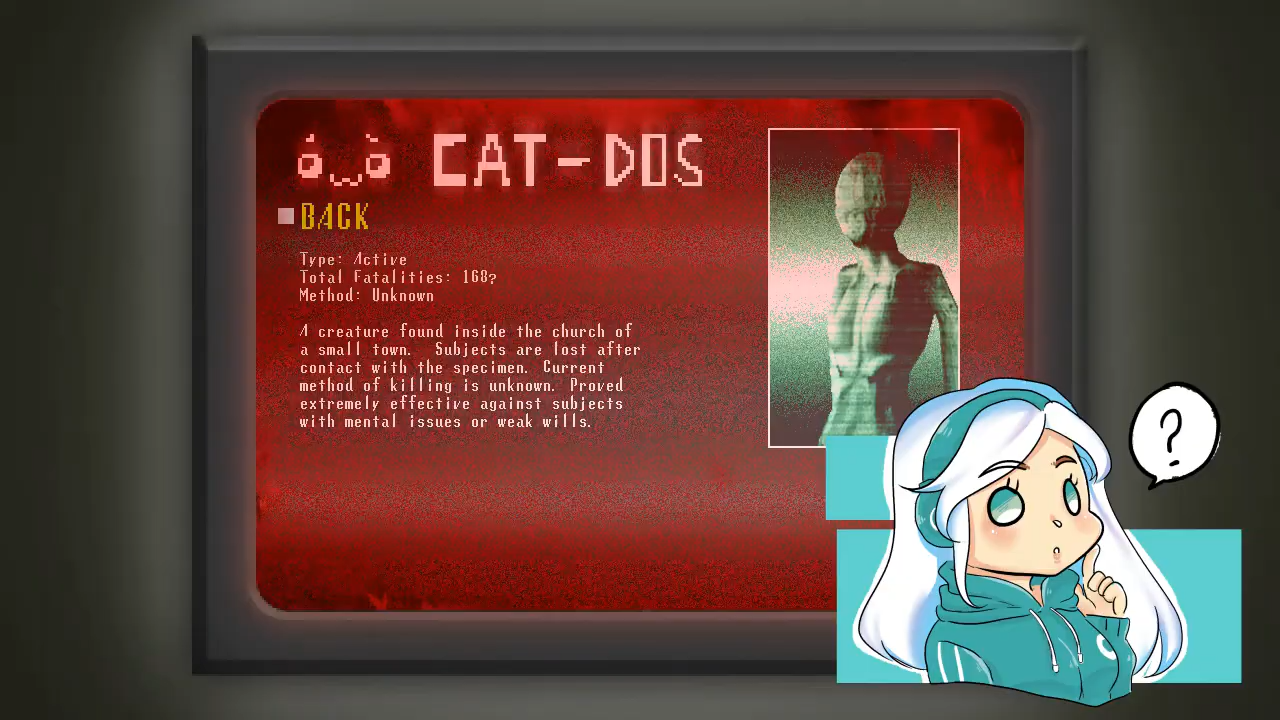 CAT-DOS
BACK
Type: Active
Total Fatalities: 168?
Method: Unknown
A creature found inside the church of
a small town. Subjects are lost after
contact with the specimen. Current
method of killing is unknown. Proved
extremely effective against subjects
with mental issues or weak wills.
?